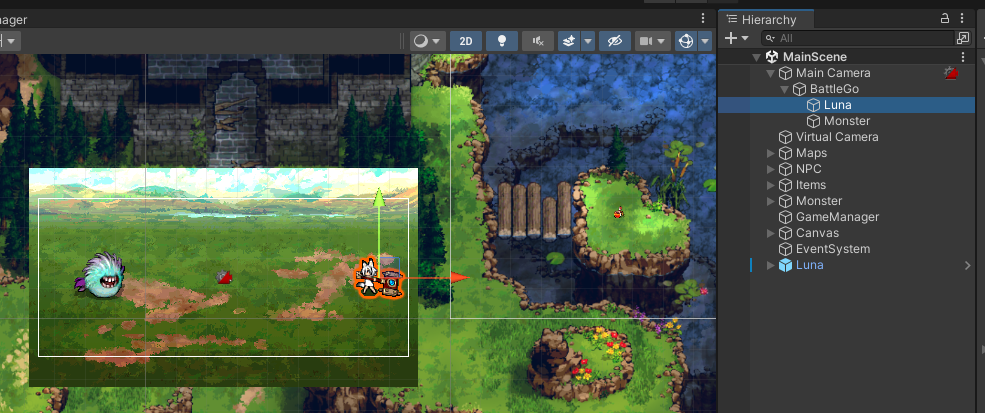 ager
Hierarchy
2D
All
MainScene
Main Camera
BattleGo
Luna
Monster
Virtual Camera
Maps
NPC
Items
Monster
GameManager
Canvas
EventSystem
Luna